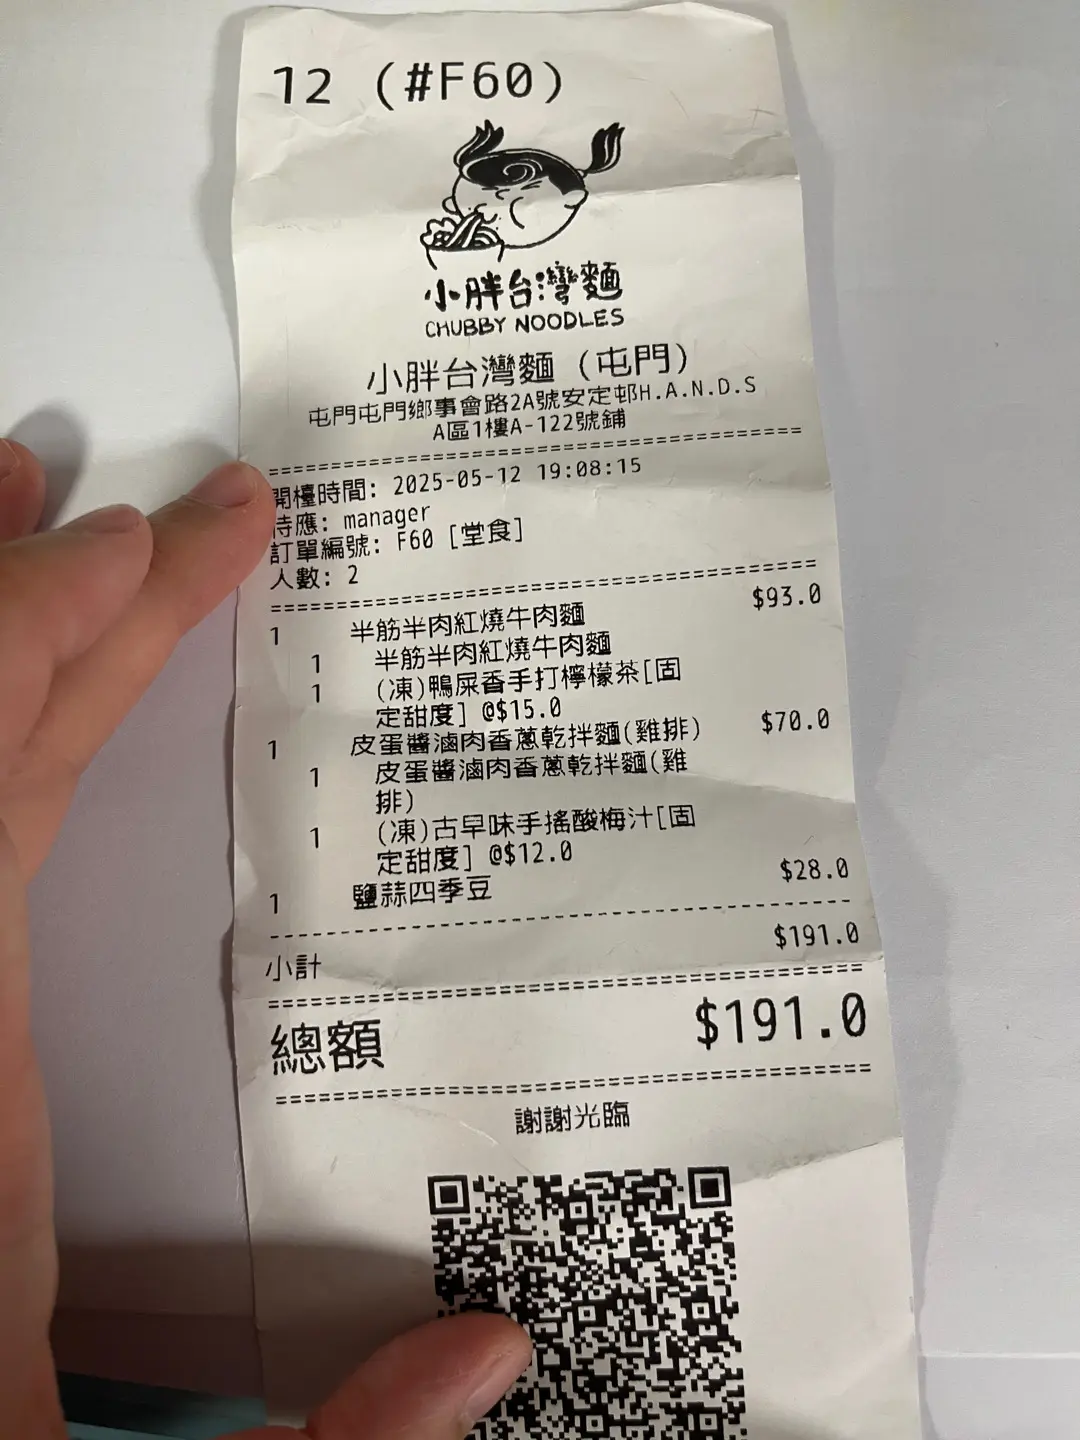 12 (#F60)
小胖台灣麵
CHUBBY NOODLES
小胖台灣麵 (屯門)
屯門屯門鄉事會路2A號安定邨H.A.N.D.S
A區1樓A-122號鋪
開檯時間: 2025-05-12 19:08:15
侍應: manager
訂單編號: F60 [堂食]
人數: 2
1 半筋半肉紅燒牛肉麵 $93.0
1 半筋半肉紅燒牛肉麵
1 (凍)鴨屎香手打檸檬茶[固
定甜度] @$15.0
1 皮蛋醬滷肉香蔥乾拌麵(雞排) $70.0
1 皮蛋醬滷肉香蔥乾拌麵(雞
排)
1 (凍)古早味手搖酸梅汁[固
定甜度] @$12.0
1 鹽蒜四季豆 $28.0
小計 $191.0
總額 $191.0
謝謝光臨